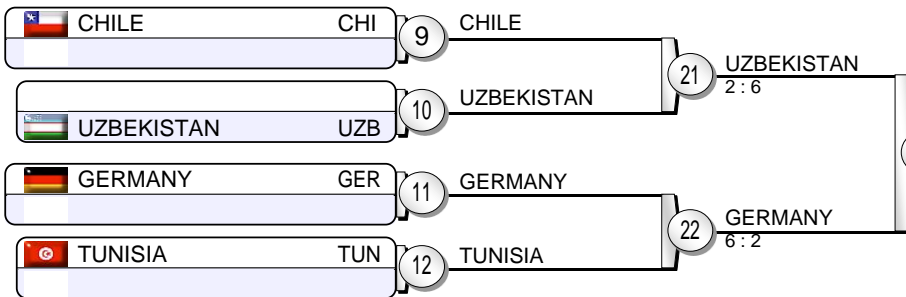 CHILE CHI
9
CHILE
21
UZBEKISTAN
2 : 6
10
UZBEKISTAN
UZBEKISTAN UZB
GERMANY GER
11
GERMANY
22
GERMANY
6 : 2
TUNISIA TUN
12
TUNISIA